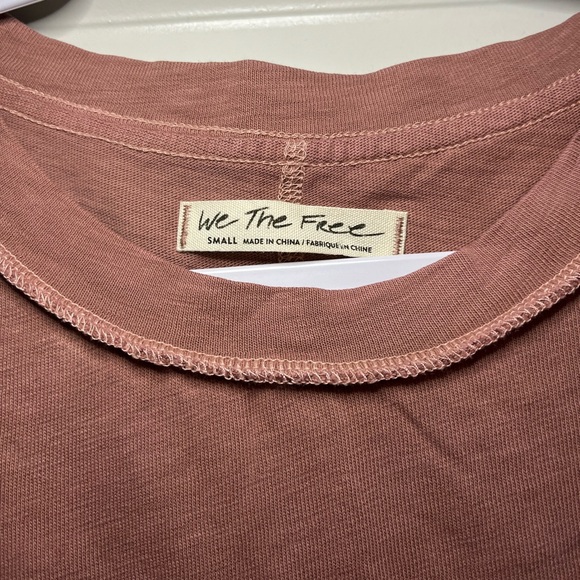 We The Free
SMALL MADE IN CHINA / FABRIQUÉ EN CHINE